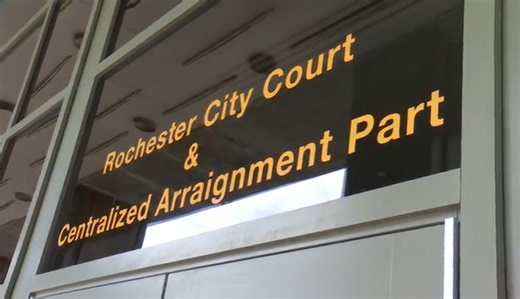 Rochester City Court
&
Centralized Arraignment Part